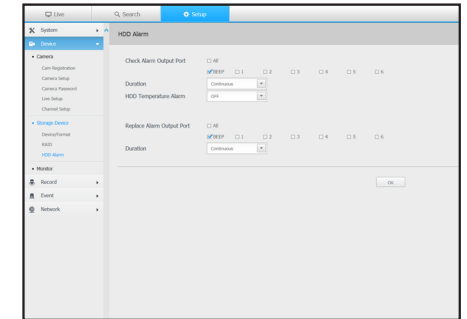 Live
Search
Setup
System
Device
Camera
Cam Registration
Camera Setup
Camera Password
Live Setup
Channel Setup
Storage Device
Device/Format
RAID
HDD Alarm
Monitor
Record
Event
Network
HDD Alarm
Check Alarm Output Port
All
BEEP 1 2 3 4 5 6
Duration Continuous
HDD Temperature Alarm OFF
Replace Alarm Output Port
All
BEEP 1 2 3 4 5 6
Duration Continuous
OK